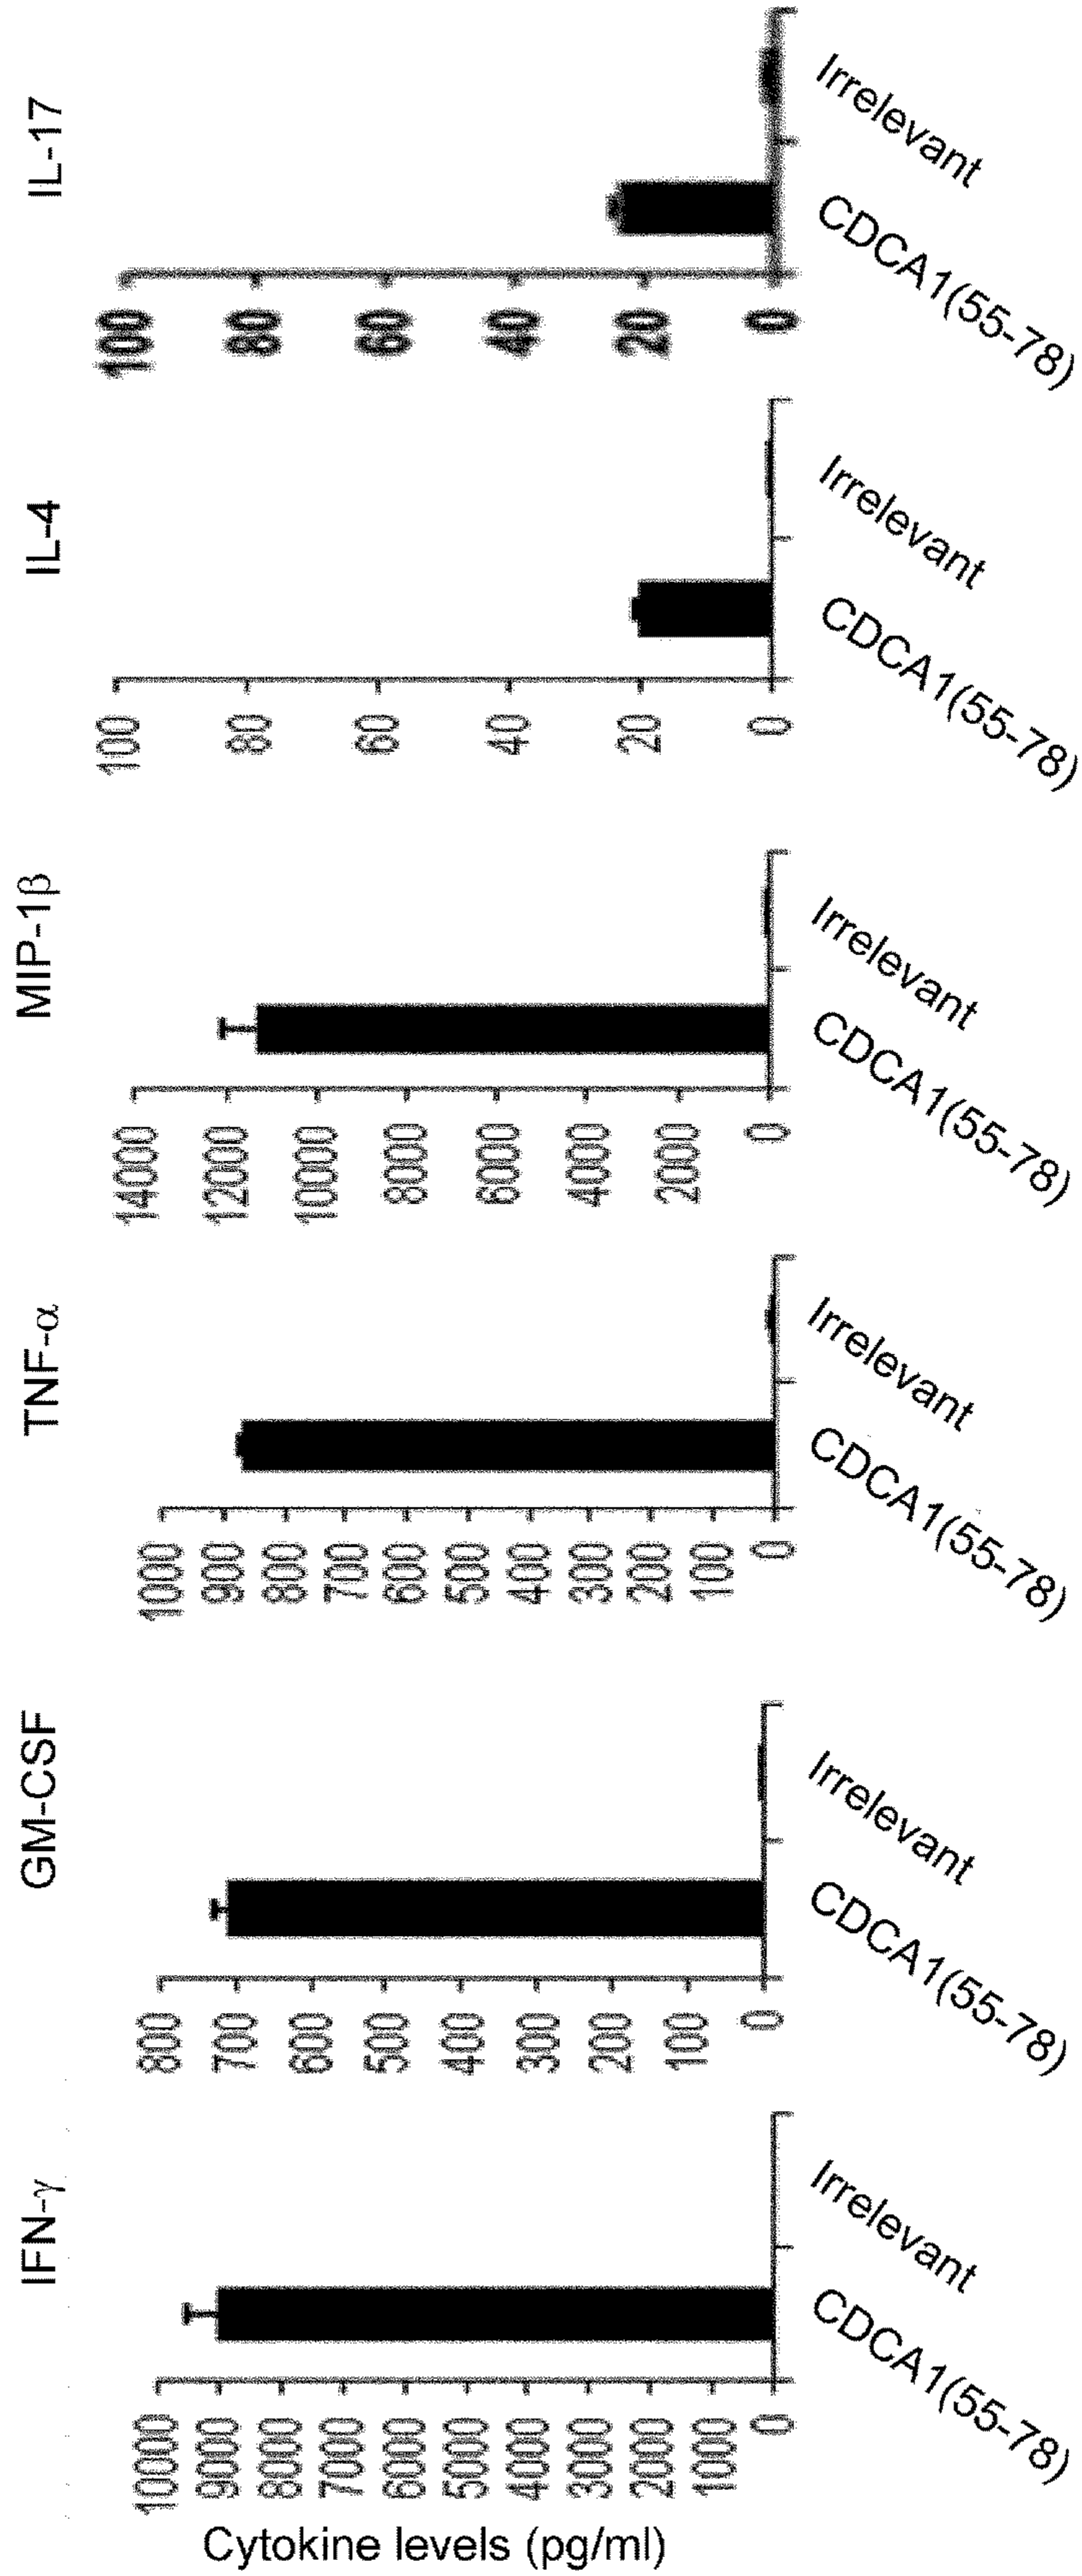 Cytokine levels (pg/ml)
IFN-γ
10000
9000
8000
7000
6000
5000
4000
3000
2000
1000
0
CDCA1(55-78)
Irrelevant
GM-CSF
800
700
600
500
400
300
200
100
0
CDCA1(55-78)
Irrelevant
TNF-α
1000
900
800
700
600
500
400
300
200
100
0
CDCA1(55-78)
Irrelevant
MIP-1β
14000
12000
10000
8000
6000
4000
2000
0
CDCA1(55-78)
Irrelevant
IL-4
100
80
60
40
20
0
CDCA1(55-78)
Irrelevant
IL-17
100
80
60
40
20
0
CDCA1(55-78)
Irrelevant